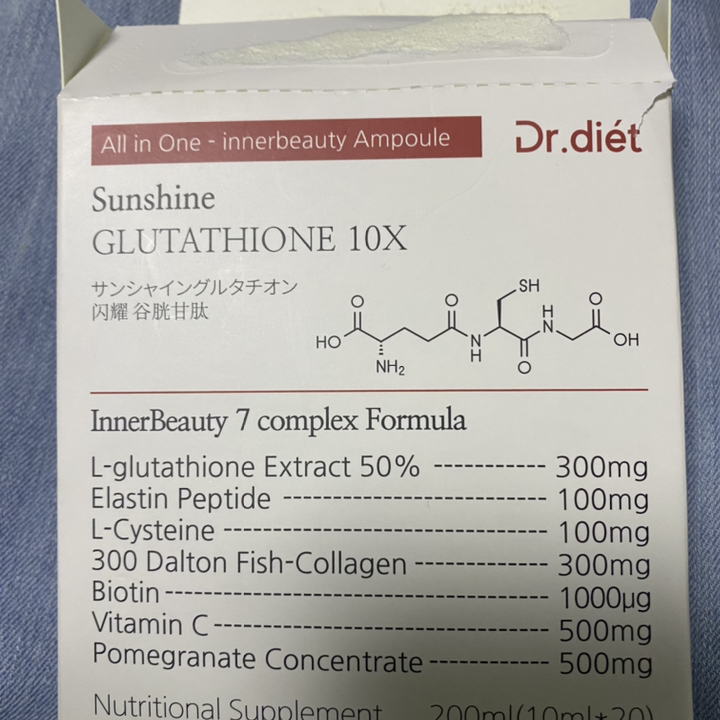 All in One - innerbeauty Ampoule
Dr.diét
Sunshine
GLUTATHIONE 10X
サンシャイングルタチオン
闪耀 谷胱甘肽
O O SH O
HO NH₂ N H O H N OH
InnerBeauty 7 complex Formula
L-glutathione Extract 50% ----------- 300mg
Elastin Peptide ---------------------------- 100mg
L-Cysteine ---------------------------------- 100mg
300 Dalton Fish-Collagen -------------- 300mg
Biotin ----------------------------------------- 1000μg
Vitamin C ----------------------------------- 500mg
Pomegranate Concentrate ------------ 500mg
Nutritional Supplement 200ml(10ml*20)